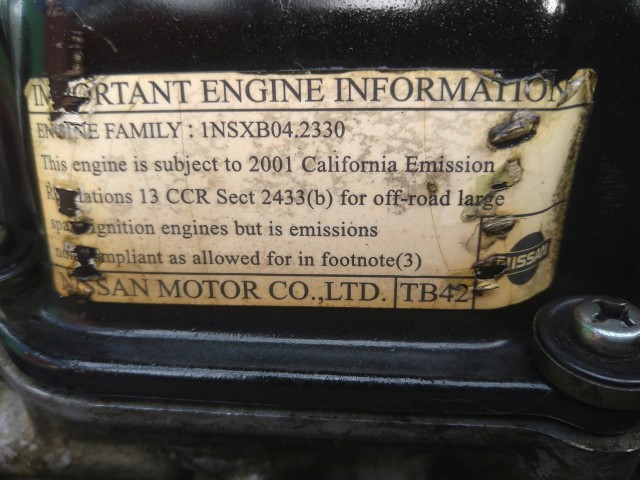 IMPORTANT ENGINE INFORMATION
ENGINE FAMILY : 1NSXB04.2330
This engine is subject to 2001 California Emission
Regulations 13 CCR Sect 2433(b) for off-road large
spark ignition engines but is emissions
non-compliant as allowed for in footnote(3)
NISSAN
NISSAN MOTOR CO.,LTD. TB42